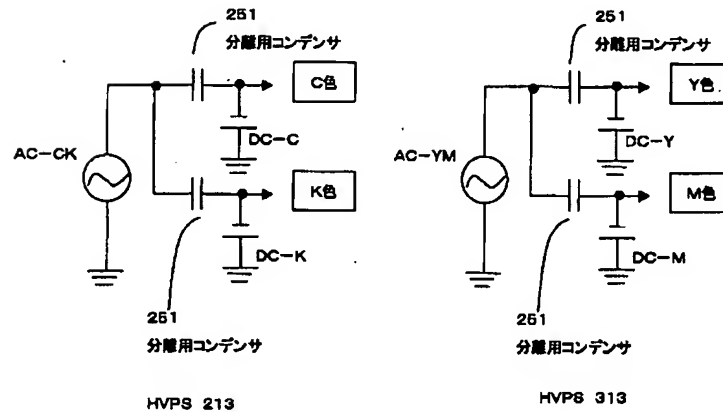 251
分離用コンデンサ
C色
DC-C
AC-CK
K色
DC-K
251
分離用コンデンサ
HVPS 213
251
分離用コンデンサ
Y色
DC-Y
AC-YM
M色
DC-M
251
分離用コンデンサ
HVPS 313